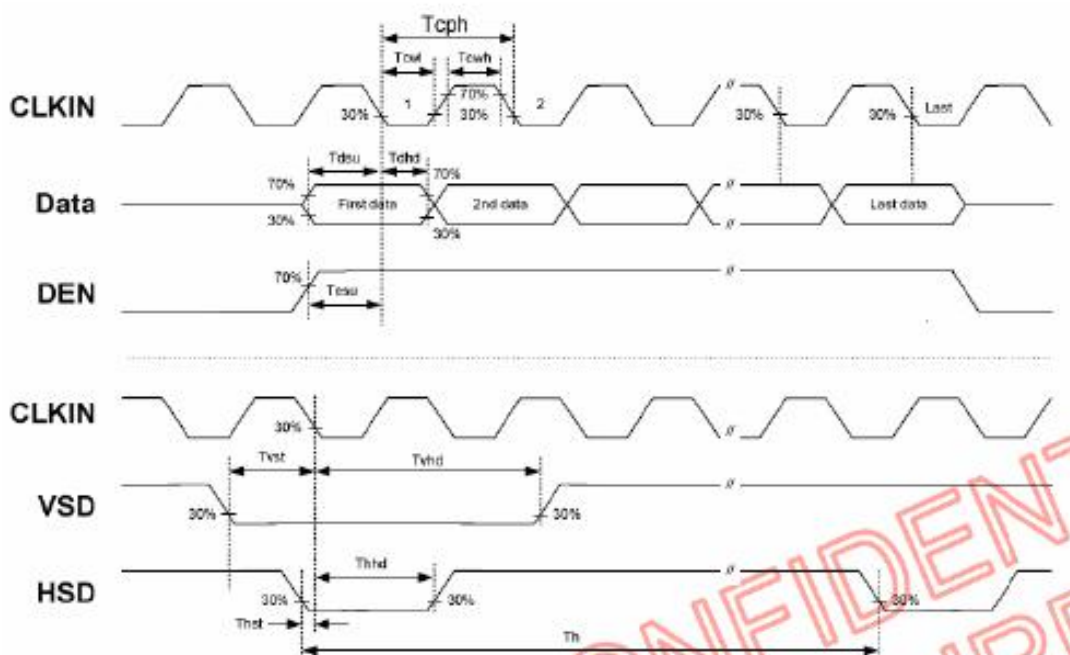 Tcph
Tcwl Tcwh
CLKIN 30% 1 70% 30% 2 // 30% 30% Last
Tdsu Tdhd
70% 70%
Data First data 2nd data // Last data
30% 30% //
DEN 70% //
Tesu
CLKIN 30% //
Tvst Tvhd
VSD 30% 30% //
Thhd
HSD 30% 30% // 30%
Thst
Th